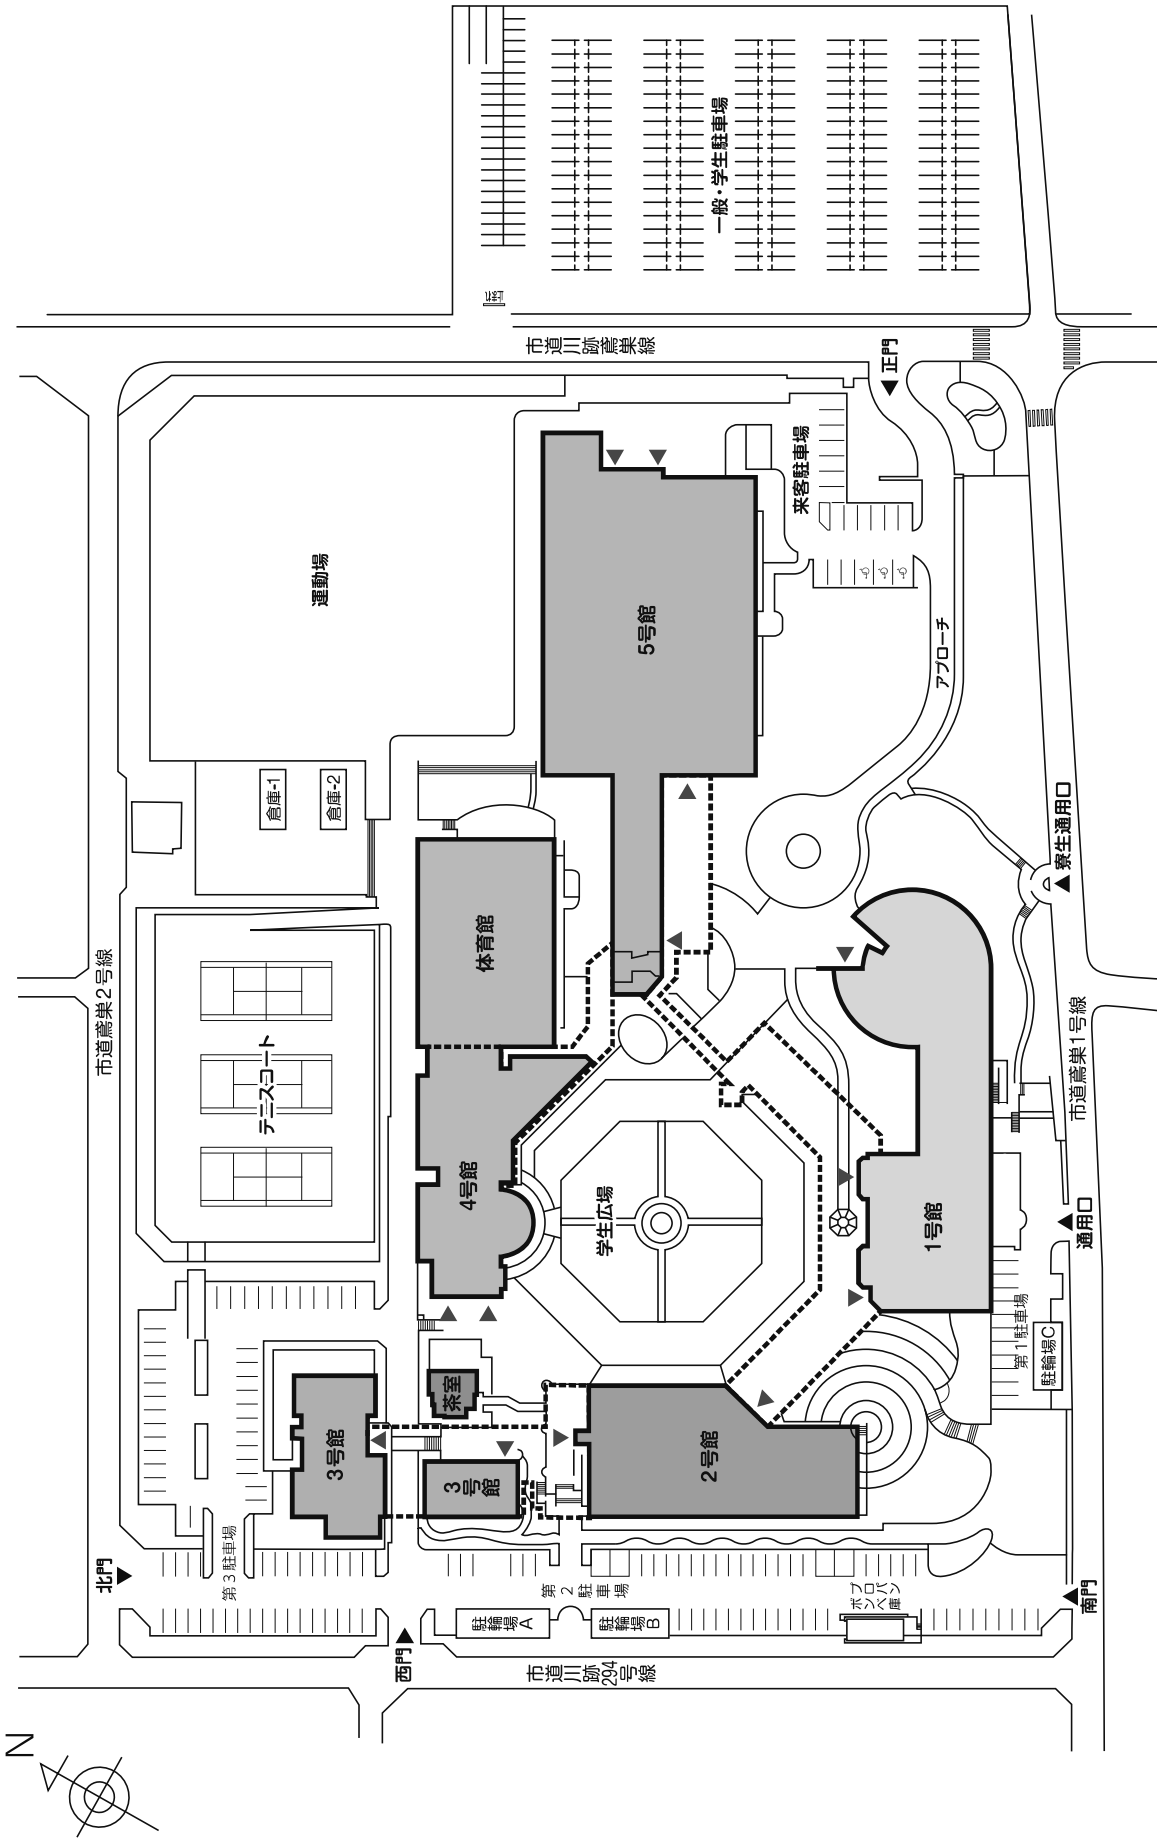 一般・学生駐車場
駐輪
市道川跡鳶巣線
正門
来客駐車場
運動場
5号館
アプローチ
倉庫-1
倉庫-2
寮生通用口
体育館
市道鳶巣2号線
テニスコート
市道鳶巣1号線
4号館
学生広場
1号館
通用口
第1駐車場
駐輪場C
茶室
3号館
3号館
2号館
北門
第3駐車場
第2駐車場
プロパン
ボンベ庫
南門
駐輪場A
駐輪場B
西門
市道川跡294号線
N